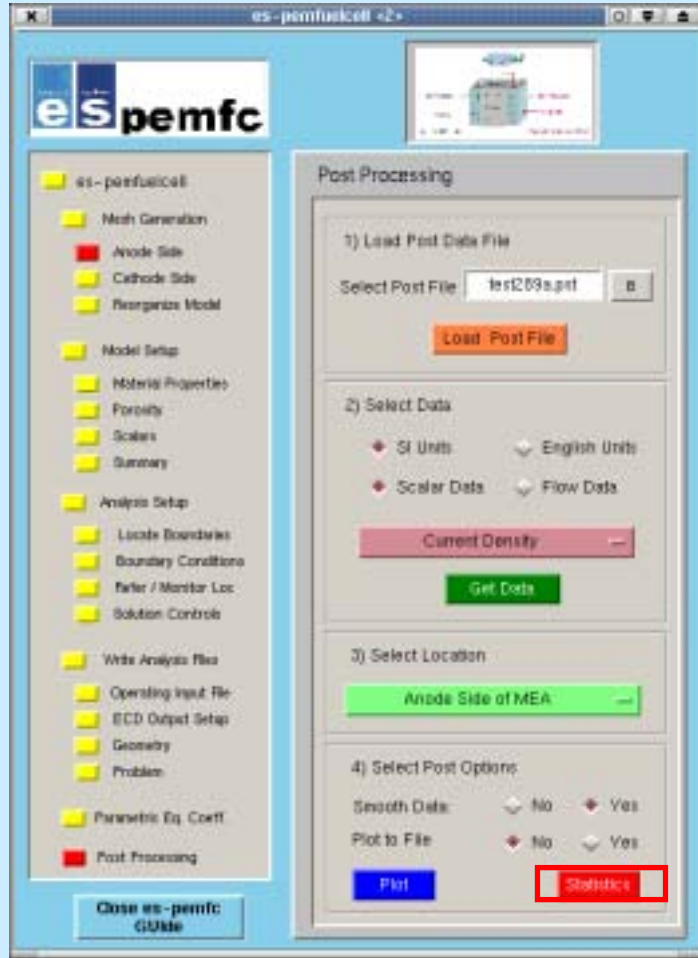 es-pemfuelcell <2>
es pemfc
es-pemfuelcell
Mesh Generation
Anode Side
Cathode Side
Reorganize Model
Model Setup
Material Properties
Porosity
Scalars
Summary
Analysis Setup
Locate Boundaries
Boundary Conditions
Refer / Monitor Loc
Solution Controls
Write Analysis Files
Operating Input File
ECD Output Setup
Geometry
Problem
Parametric Eq. Coeff.
Post Processing
Close es-pemfc
GUIde
Post Processing
1) Load Post Data File
Select Post File test289a.pst B
Load Post File
2) Select Data
SI Units English Units
Scalar Data Flow Data
Current Density
Get Data
3) Select Location
Anode Side of MEA
4) Select Post Options
Smooth Data: No Yes
Plot to File No Yes
Plot Statistics